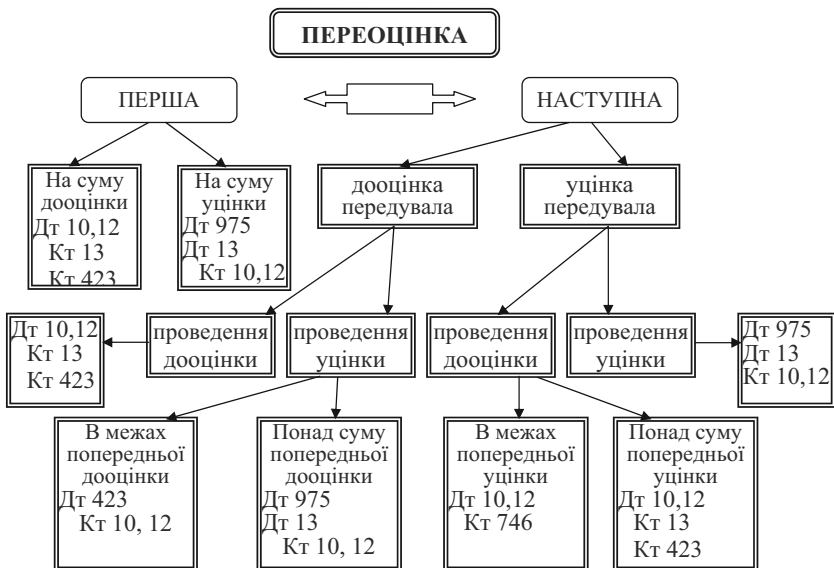 ПЕРЕОЦІНКА
ПЕРША
НАСТУПНА
На суму
дооцінки
Дт 10,12
Кт 13
Кт 423
На суму
уцінки
Дт 975
Дт 13
Кт 10,12
дооцінка
передувала
уцінка
передувала
Дт 10,12
Кт 13
Кт 423
проведення
дооцінки
проведення
уцінки
проведення
дооцінки
проведення
уцінки
Дт 975
Дт 13
Кт 10,12
В межах
попередньої
дооцінки
Дт 423
Кт 10, 12
Понад суму
попередньої
дооцінки
Дт 975
Дт 13
Кт 10, 12
В межах
попередньої
уцінки
Дт 10,12
Кт 746
Понад суму
попередньої
уцінки
Дт 10,12
Кт 13
Кт 423